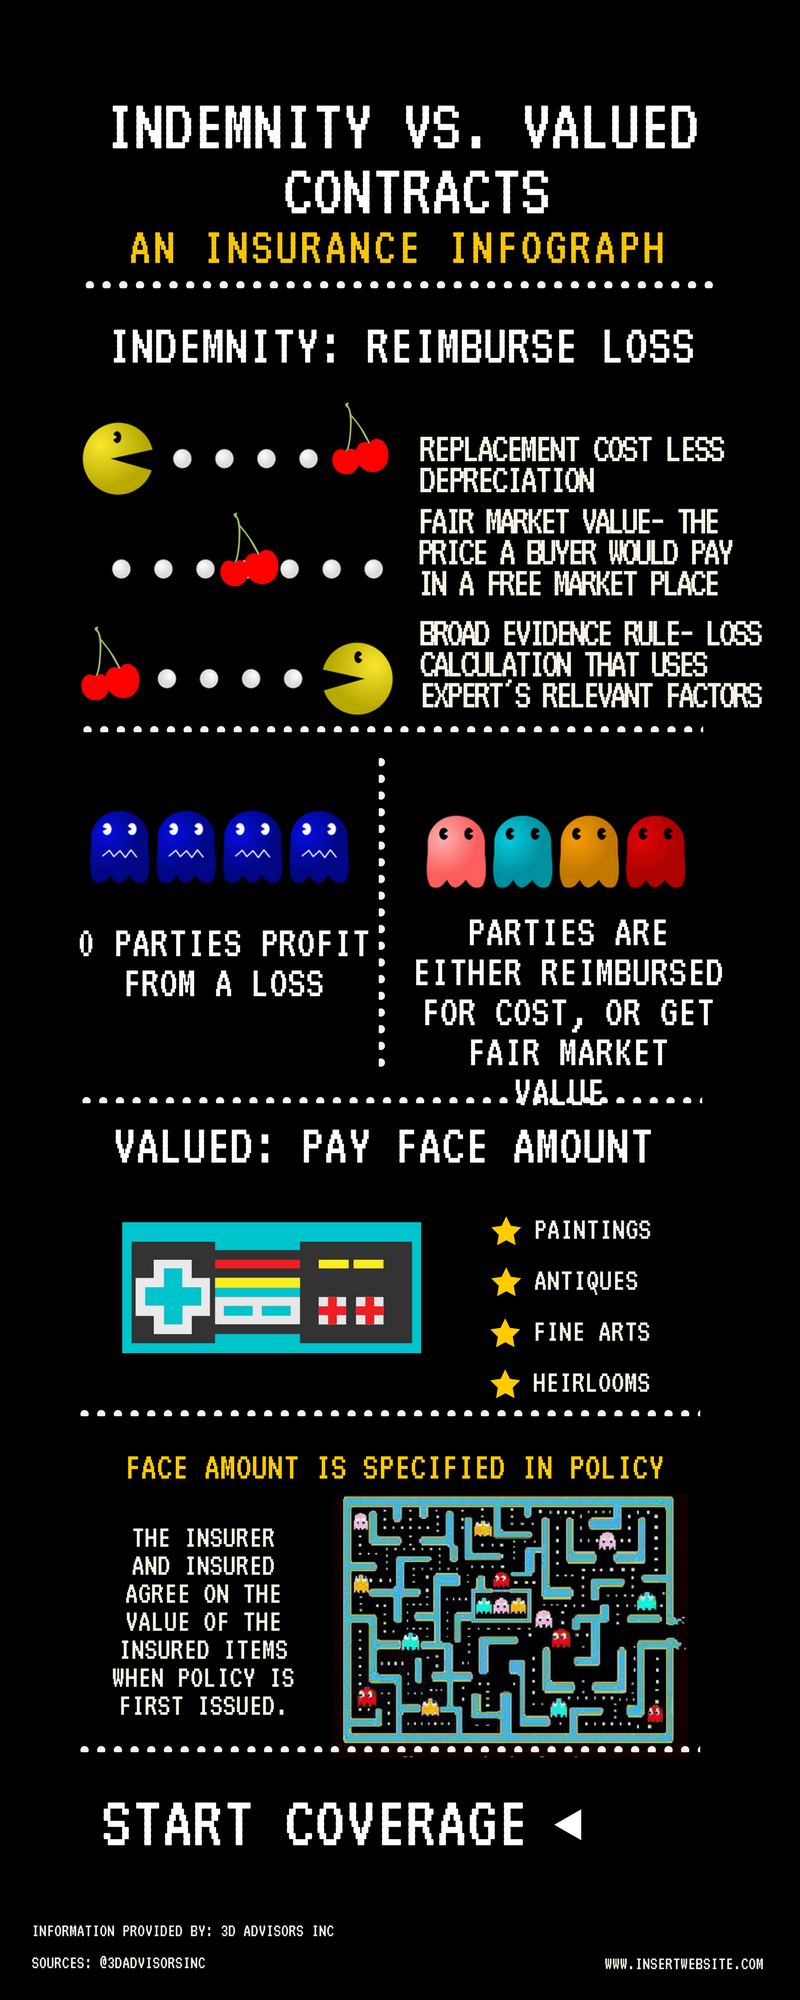 INDEMNITY VS. VALUED
CONTRACTS
AN INSURANCE INFOGRAPH
INDEMNITY: REIMBURSE LOSS
REPLACEMENT COST LESS
DEPRECIATION
FAIR MARKET VALUE- THE
PRICE A BUYER WOULD PAY
IN A FREE MARKET PLACE
BROAD EVIDENCE RULE- LOSS
CALCULATION THAT USES
EXPERT'S RELEVANT FACTORS
0 PARTIES PROFIT
FROM A LOSS
PARTIES ARE
EITHER REIMBURSED
FOR COST, OR GET
FAIR MARKET
VALUE
VALUED: PAY FACE AMOUNT
PAINTINGS
ANTIQUES
FINE ARTS
HEIRLOOMS
FACE AMOUNT IS SPECIFIED IN POLICY
THE INSURER
AND INSURED
AGREE ON THE
VALUE OF THE
INSURED ITEMS
WHEN POLICY IS
FIRST ISSUED.
START COVERAGE
INFORMATION PROVIDED BY: 3D ADVISORS INC
SOURCES: @3DADVISORSINC
WWW.INSERTWEBSITE.COM